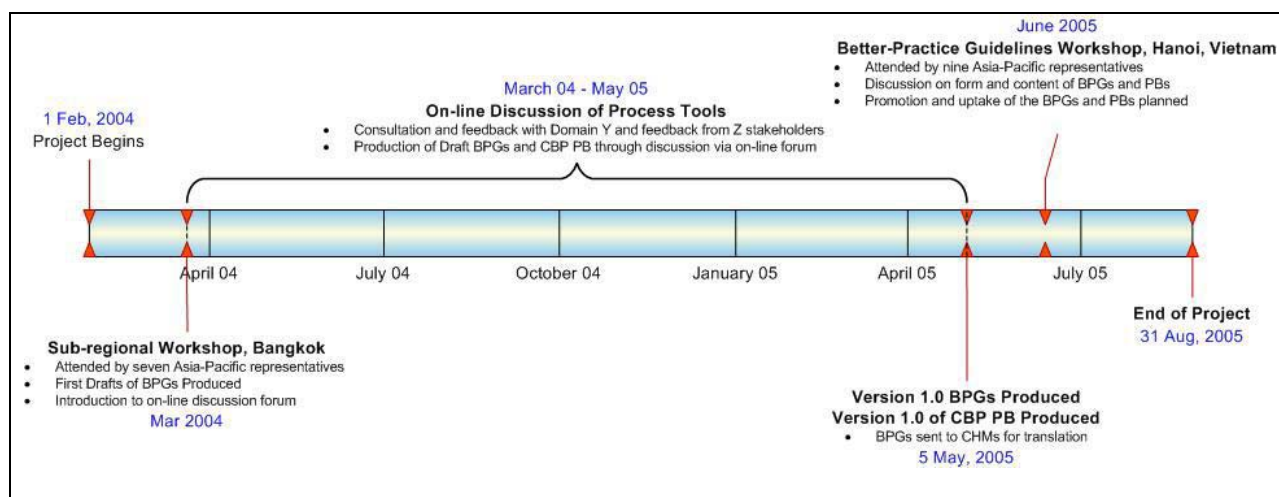 June 2005
Better-Practice Guidelines Workshop, Hanoi, Vietnam
• Attended by nine Asia-Pacific representatives
• Discussion on form and content of BPGs and PBs
• Promotion and uptake of the BPGs and PBs planned
March 04 - May 05
On-line Discussion of Process Tools
• Consultation and feedback with Domain Y and feedback from Z stakeholders
• Production of Draft BPGs and CBP PB through discussion via on-line forum
1 Feb, 2004
Project Begins
April 04
July 04
October 04
January 05
April 05
July 05
Sub-regional Workshop, Bangkok
• Attended by seven Asia-Pacific representatives
• First Drafts of BPGs Produced
• Introduction to on-line discussion forum
Mar 2004
Version 1.0 BPGs Produced
Version 1.0 of CBP PB Produced
• BPGs sent to CHMs for translation
5 May, 2005
End of Project
31 Aug, 2005